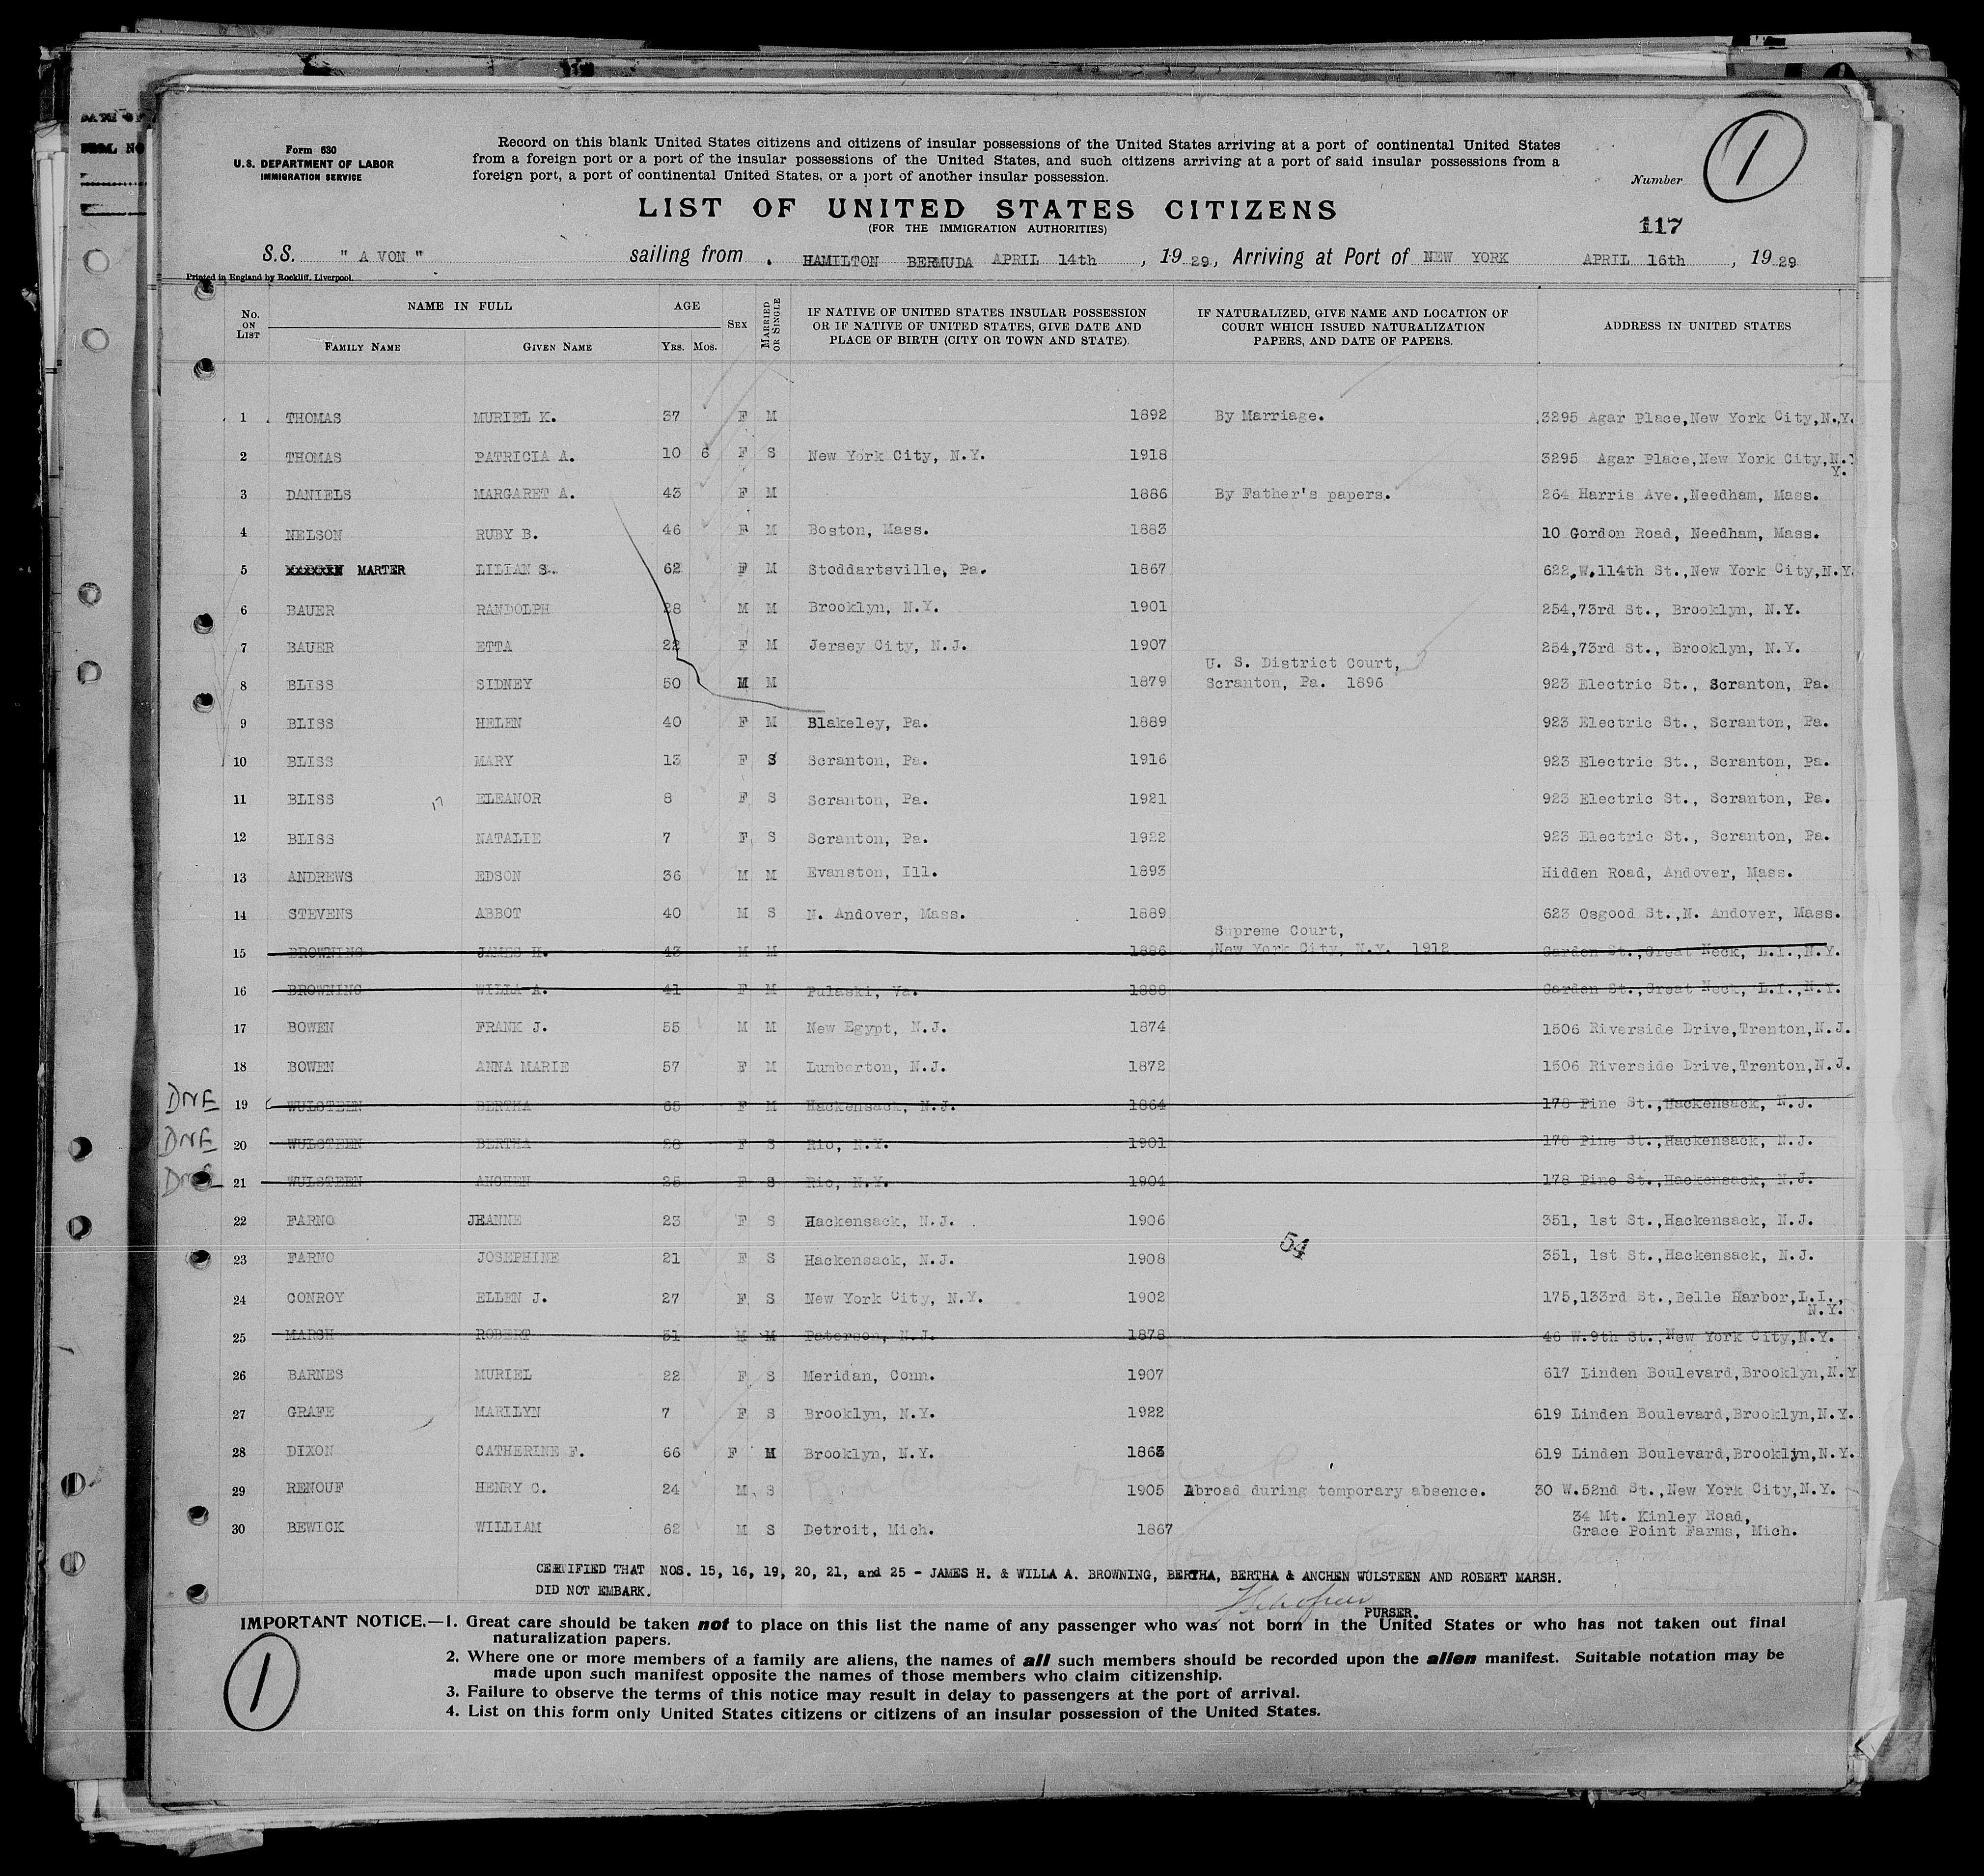 Form 630
U.S. DEPARTMENT OF LABOR
IMMIGRATION SERVICE
Record on this blank United States citizens and citizens of insular possessions of the United States arriving at a port of continental United States
from a foreign port or a port of the insular possessions of the United States, and such citizens arriving at a port of said insular possessions from a
foreign port, a port of continental United States, or a port of another insular possession.
Number
1
LIST OF UNITED STATES CITIZENS
(FOR THE IMMIGRATION AUTHORITIES)
117
S.S. " A VON " sailing from HAMILTON BERMUDA APRIL 14th, 1929, Arriving at Port of NEW YORK APRIL 16th, 1929
Printed in England by Rockliff, Liverpool.
No. ON LIST NAME IN FULL FAMILY NAME GIVEN NAME AGE YRS. MOS. SEX MARRIED OR SINGLE IF NATIVE OF UNITED STATES INSULAR POSSESSION OR IF NATIVE OF UNITED STATES, GIVE DATE AND PLACE OF BIRTH (CITY OR TOWN AND STATE). IF NATURALIZED, GIVE NAME AND LOCATION OF COURT WHICH ISSUED NATURALIZATION PAPERS, AND DATE OF PAPERS. ADDRESS IN UNITED STATES
1 THOMAS MURIEL K. 37 F M 1892 By Marriage. 3295 Agar Place,New York City,N.Y.
2 THOMAS PATRICIA A. 10 6 F S New York City, N.Y. 1918 3295 Agar Place,New York City,N.Y.
3 DANIELS MARGARET A. 43 F M 1886 By Father's papers. 264 Harris Ave.,Needham, Mass.
4 NELSON RUBY B. 46 F M Boston, Mass. 1883 10 Gordon Road, Needham, Mass.
5 MARTER LILIAN S. 62 F M Stoddartsville, Pa. 1867 622,W.114th St.,New York City,N.Y.
6 BAUER RANDOLPH 28 M M Brooklyn, N.Y. 1901 254,73rd St., Brooklyn, N.Y.
7 BAUER ETTA 22 F M Jersey City, N.J. 1907 254,73rd St., Brooklyn, N.Y.
U. S. District Court,
8 BLISS SIDNEY 50 M M 1879 Scranton, Pa. 1896 923 Electric St., Scranton, Pa.
9 BLISS HELEN 40 F M Blakeley, Pa. 1889 923 Electric St., Scranton, Pa.
10 BLISS MARY 13 F S Scranton, Pa. 1916 923 Electric St., Scranton, Pa.
11 BLISS 17 ELEANOR 8 F S Scranton, Pa. 1921 923 Electric St., Scranton, Pa.
12 BLISS NATALIE 7 F S Scranton, Pa. 1922 923 Electric St., Scranton, Pa.
13 ANDREWS EDSON 36 M M Evanston, Ill. 1893 Hidden Road, Andover, Mass.
14 STEVENS ABBOT 40 M S N. Andover, Mass. 1889 623 Osgood St.,N. Andover, Mass.
Supreme Court,
15 BROWNING JAMES H. 43 M M 1886 New York City, N.Y. 1912 Garden St.,Great Neck, L.I.,N.Y.
16 BROWNING WILLA A. 41 F M Pulaski, Va. 1888 Garden St.,Great Neck, L.I.,N.Y.
17 BOWEN FRANK J. 55 M M New Egypt, N.J. 1874 1506 Riverside Drive,Trenton,N.J.
18 BOWEN ANNA MARIE 57 F M Lumberton, N.J. 1872 1506 Riverside Drive,Trenton,N.J.
DNE 19 WULSTEEN BERTHA 65 F M Hackensack, N.J. 1864 178 Pine St.,Hackensack, N.J.
DNE 20 WULSTEEN BERTHA 28 F S Rio, N.Y. 1901 178 Pine St.,Hackensack, N.J.
DNE 21 WULSTEEN ANCHEN 25 F S Rio, N.Y. 1904 178 Pine St.,Hackensack, N.J.
22 FARNO JEANNE 23 F S Hackensack, N.J. 1906 351, 1st St.,Hackensack, N.J.
54
23 FARNO JOSEPHINE 21 F S Hackensack, N.J. 1908 351, 1st St.,Hackensack, N.J.
24 CONROY ELLEN J. 27 F S New York City, N.Y. 1902 175,133rd St.,Belle Harbor,L.I., N.Y.
25 MARSH ROBERT 51 M M Paterson, N.J. 1878 46 W.9th St.,New York City,N.Y.
26 BARNES MURIEL 22 F S Meridan, Conn. 1907 617 Linden Boulevard,Brooklyn,N.Y
27 GRAFE MARILYN 7 F S Brooklyn, N.Y. 1922 619 Linden Boulevard,Brooklyn,N.Y.
28 DIXON CATHERINE F. 66 F M Brooklyn, N.Y. 1863 619 Linden Boulevard,Brooklyn,N.Y.
29 RENOUF HENRY C. 24 M S 1905 Abroad during temporary absence. 30 W.52nd St.,New York City,N.Y.
34 Mt. Kinley Road,
30 BEWICK WILLIAM 62 M S Detroit, Mich. 1867 Grace Point Farms, Mich.
CERTIFIED THAT NOS. 15, 16, 19, 20, 21, and 25 - JAMES H. & WILLA A. BROWNING, BERTHA, BERTHA & ANCHEN WULSTEEN AND ROBERT MARSH.
DID NOT EMBARK.
PURSER.
IMPORTANT NOTICE.—1. Great care should be taken not to place on this list the name of any passenger who was not born in the United States or who has not taken out final
naturalization papers.
2. Where one or more members of a family are aliens, the names of all such members should be recorded upon the alien manifest. Suitable notation may be
made upon such manifest opposite the names of those members who claim citizenship.
3. Failure to observe the terms of this notice may result in delay to passengers at the port of arrival.
4. List on this form only United States citizens or citizens of an insular possession of the United States.
1